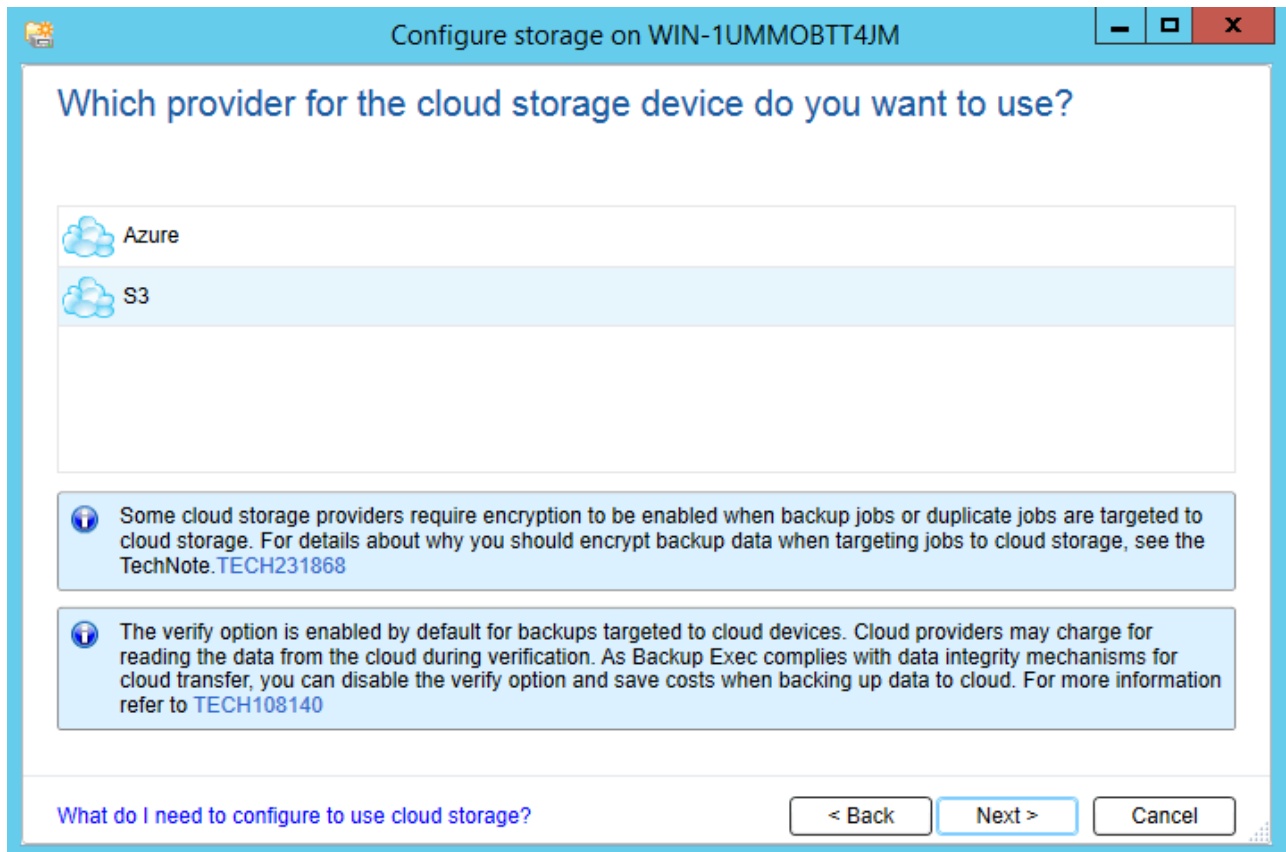 Configure storage on WIN-1UMMOBTT4JM
x
Which provider for the cloud storage device do you want to use?
Azure
S3
Some cloud storage providers require encryption to be enabled when backup jobs or duplicate jobs are targeted to
cloud storage. For details about why you should encrypt backup data when targeting jobs to cloud storage, see the
TechNote.TECH231868
The verify option is enabled by default for backups targeted to cloud devices. Cloud providers may charge for
reading the data from the cloud during verification. As Backup Exec complies with data integrity mechanisms for
cloud transfer, you can disable the verify option and save costs when backing up data to cloud. For more information
refer to TECH108140
What do I need to configure to use cloud storage?
< Back
Next >
Cancel